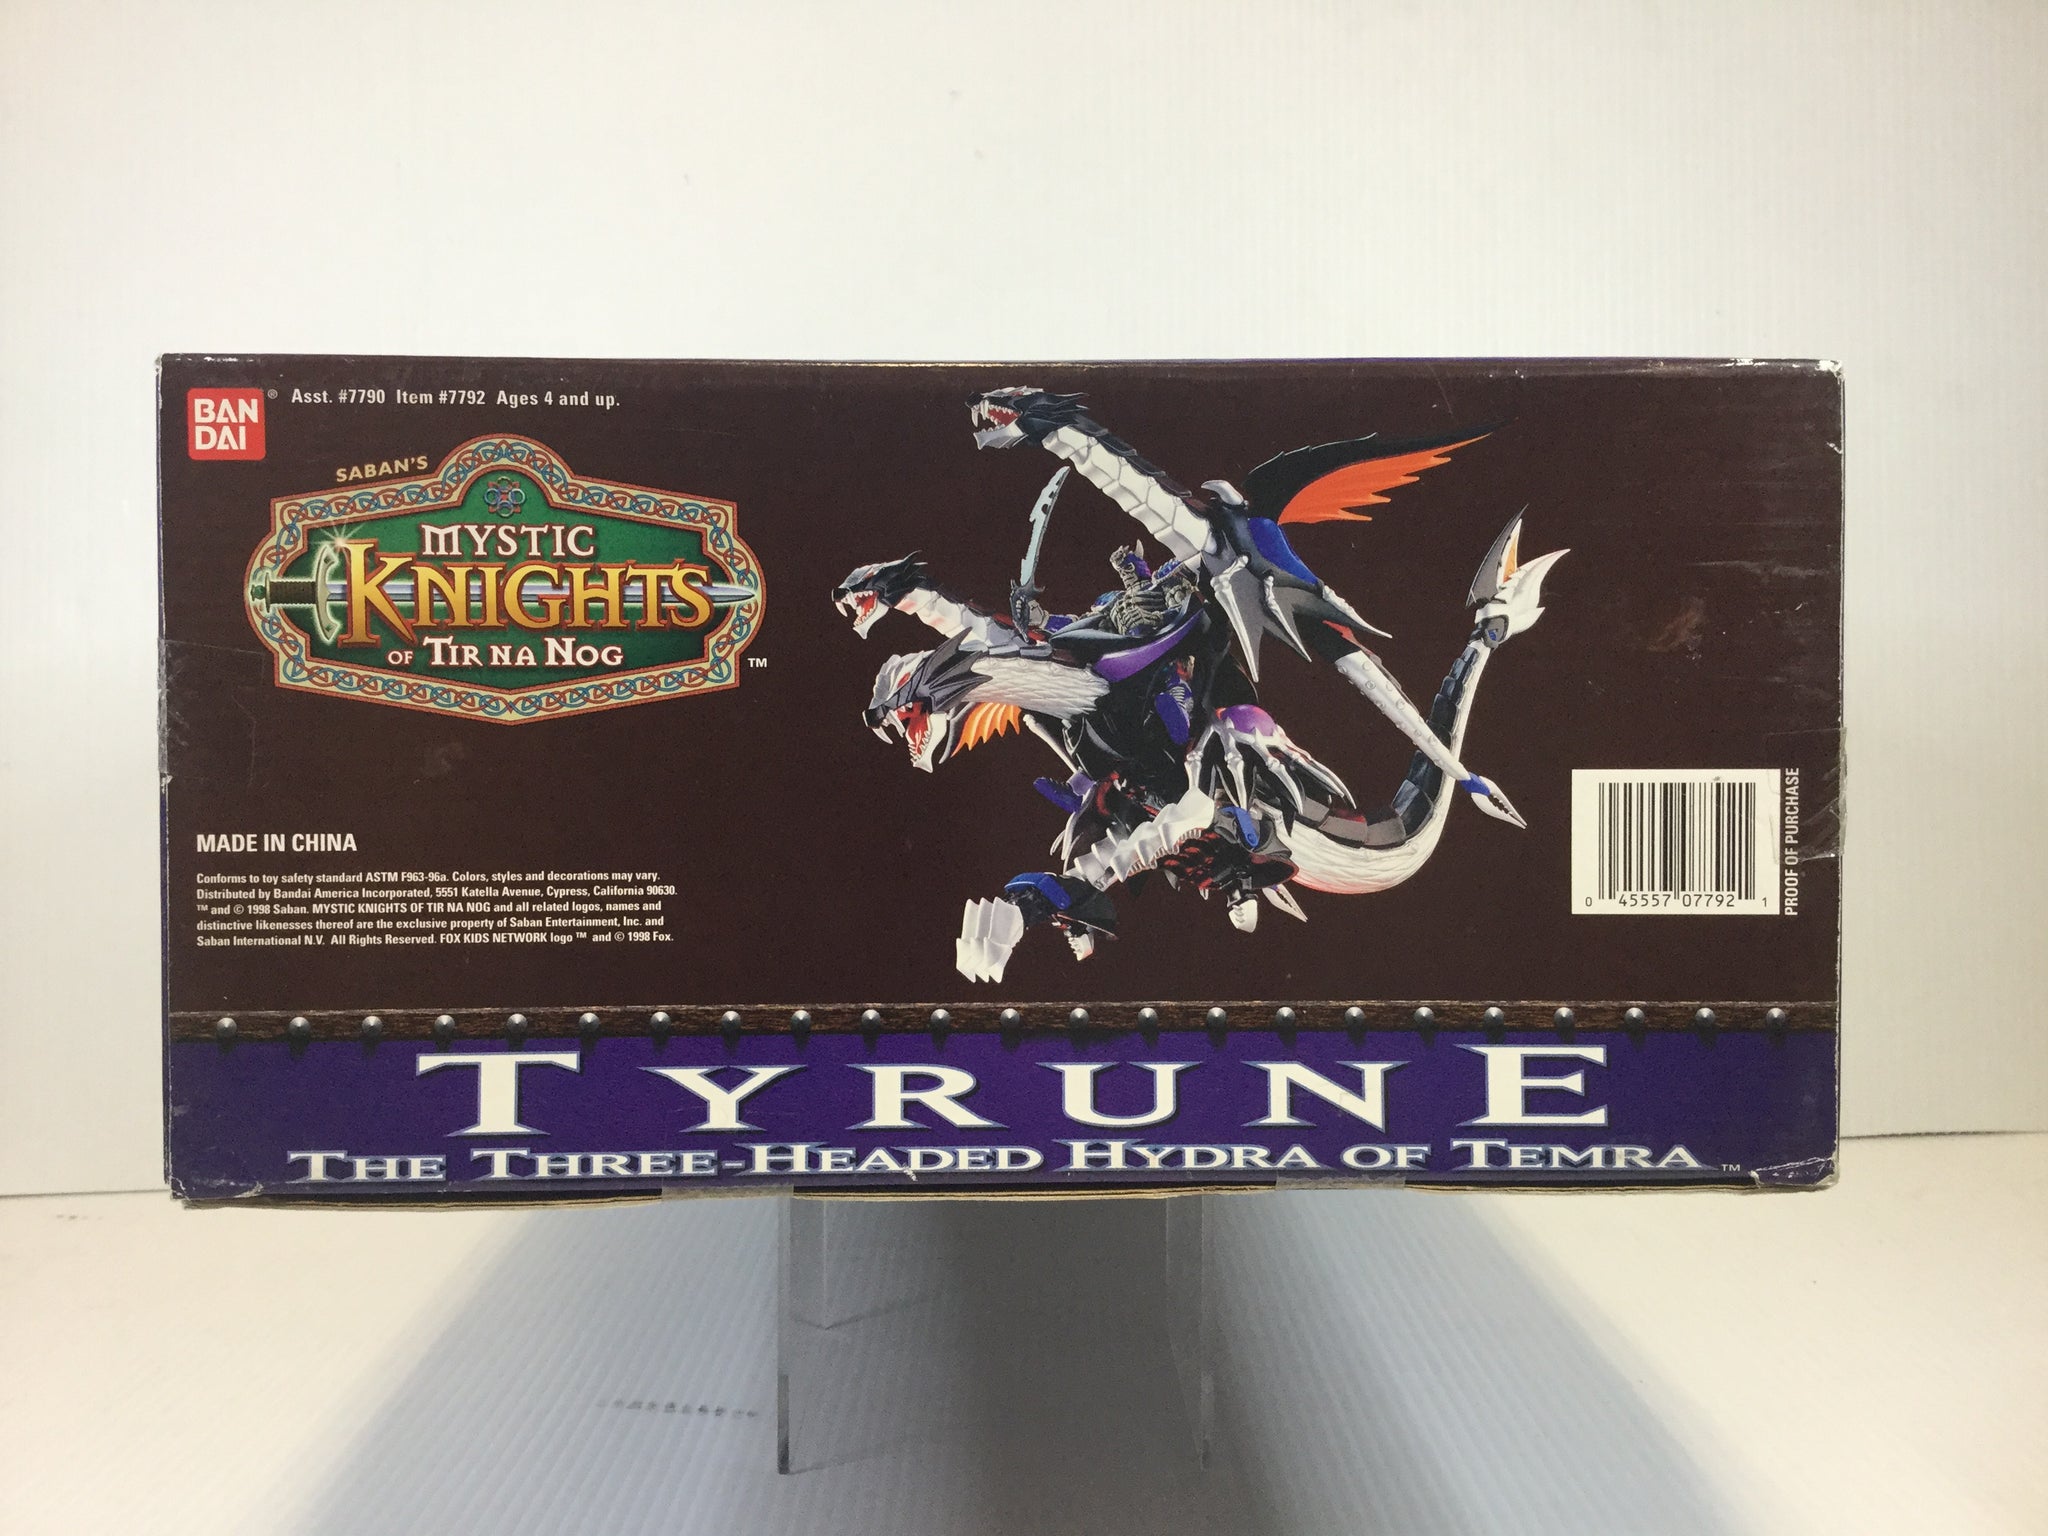 BAN
DAI
® Asst. #7790 Item #7792 Ages 4 and up.
SABAN'S
MYSTIC
KNIGHTS
OF TIR NA NOG
™
MADE IN CHINA
Conforms to toy safety standard ASTM F963-96a. Colors, styles and decorations may vary.
Distributed by Bandai America Incorporated, 5551 Katella Avenue, Cypress, California 90630.
™ and © 1998 Saban. MYSTIC KNIGHTS OF TIR NA NOG and all related logos, names and
distinctive likenesses thereof are the exclusive property of Saban Entertainment, Inc. and
Saban International N.V. All Rights Reserved. FOX KIDS NETWORK logo ™ and © 1998 Fox.
0 45557 07792 1
PROOF OF PURCHASE
TYRUNE
THE THREE-HEADED HYDRA OF TEMRA ™